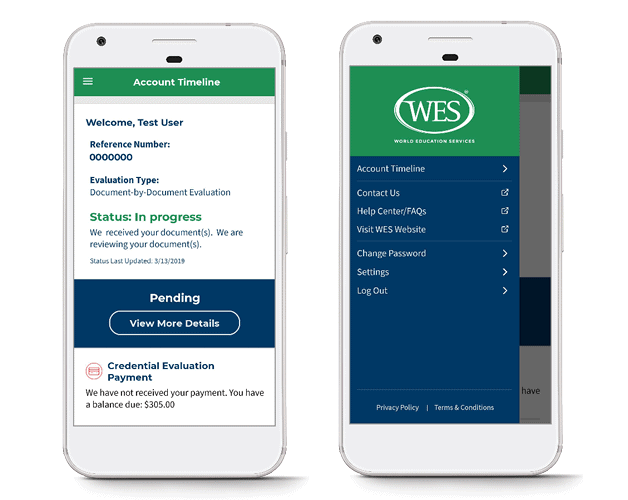 Account Timeline
Welcome, Test User
Reference Number:
0000000
Evaluation Type:
Document-by-Document Evaluation
Status: In progress
We received your document(s). We are
reviewing your document(s).
Status Last Updated: 3/13/2019
Pending
View More Details
Credential Evaluation
Payment
We have not received your payment. You have
a balance due: $305.00
WES®
WORLD EDUCATION SERVICES
Account Timeline
Contact Us
Help Center/FAQs
Visit WES Website
Change Password
Settings
Log Out
have
Privacy Policy | Terms & Conditions